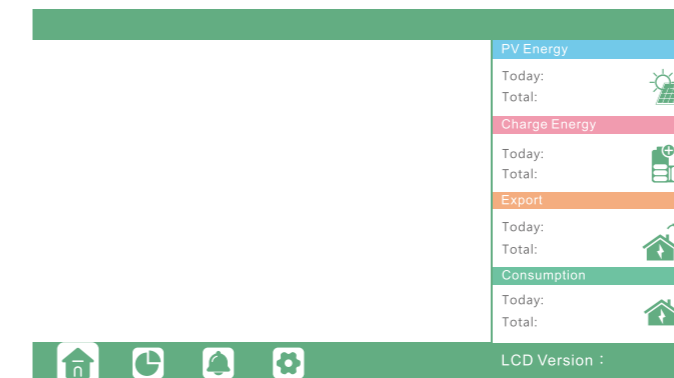 PV Energy
Today:
Total:
Charge Energy
Today:
Total:
Export
Today:
Total:
Consumption
Today:
Total:
LCD Version：